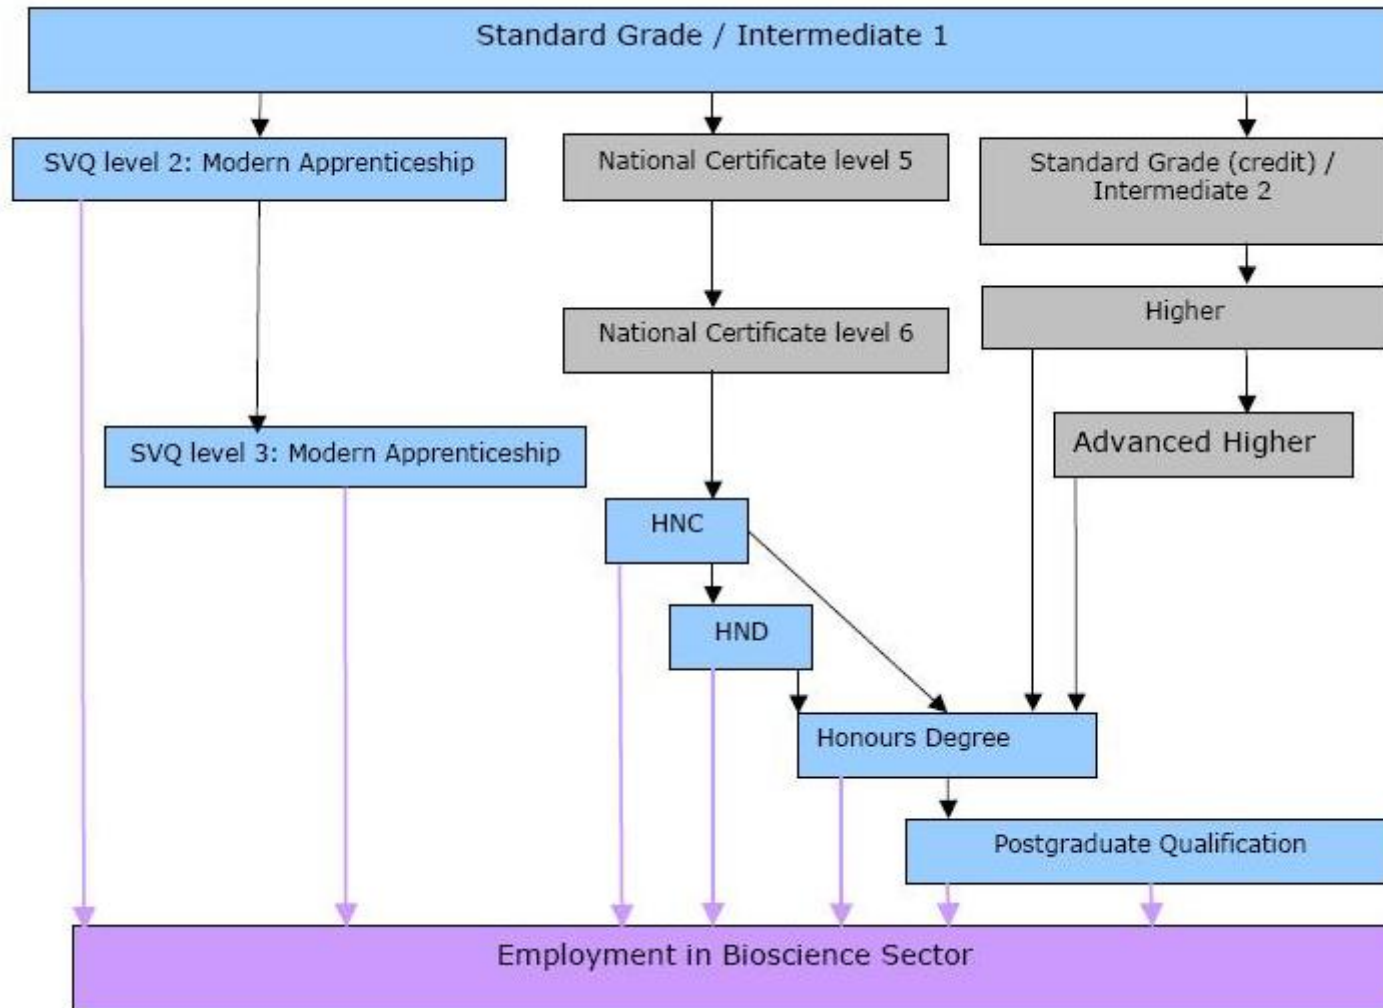 Standard Grade / Intermediate 1
SVQ level 2: Modern Apprenticeship
National Certificate level 5
Standard Grade (credit) /
Intermediate 2
Higher
National Certificate level 6
Advanced Higher
SVQ level 3: Modern Apprenticeship
HNC
HND
Honours Degree
Postgraduate Qualification
Employment in Bioscience Sector